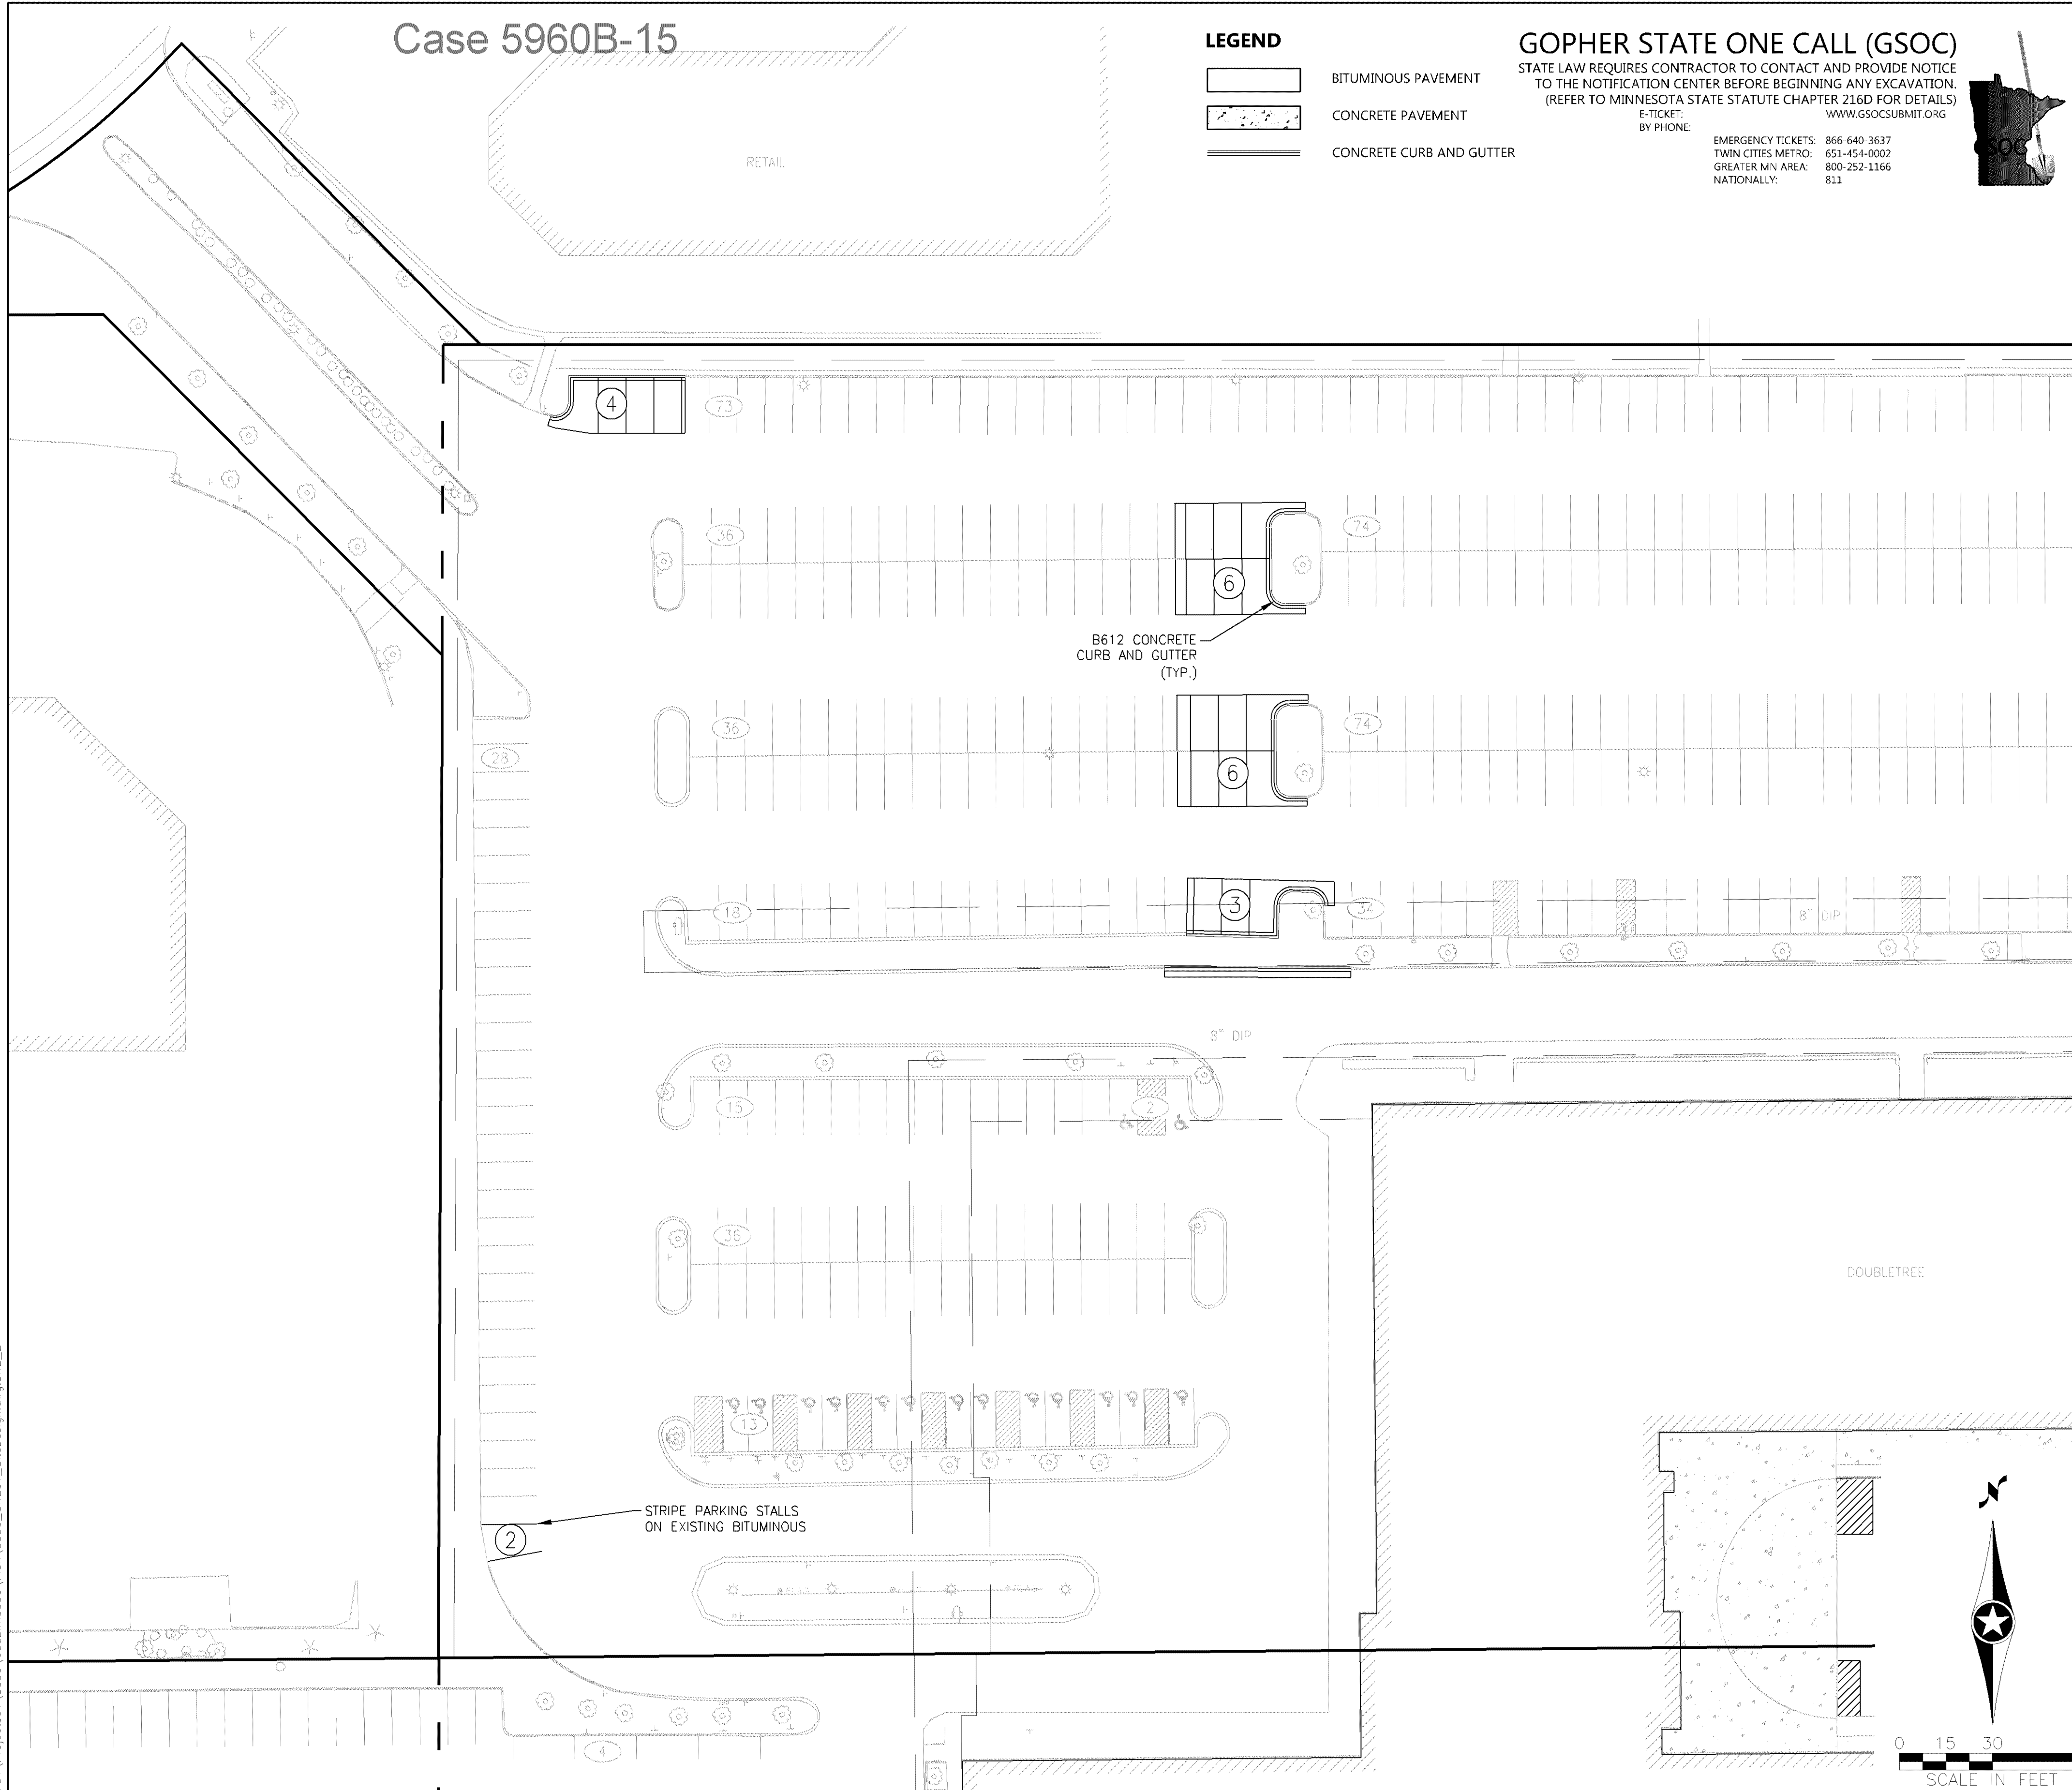 Case 5960B-15
LEGEND
BITUMINOUS PAVEMENT
CONCRETE PAVEMENT
CONCRETE CURB AND GUTTER
GOPHER STATE ONE CALL (GSOC)
STATE LAW REQUIRES CONTRACTOR TO CONTACT AND PROVIDE NOTICE
TO THE NOTIFICATION CENTER BEFORE BEGINNING ANY EXCAVATION.
(REFER TO MINNESOTA STATE STATUTE CHAPTER 216D FOR DETAILS)
E-TICKET: WWW.GSOCSUBMIT.ORG
BY PHONE:
EMERGENCY TICKETS: 866-640-3637
TWIN CITIES METRO: 651-454-0002
GREATER MN AREA: 800-252-1166
NATIONALLY: 811
GSOC
RETAIL
4
73
36
74
6
B612 CONCRETE
CURB AND GUTTER
(TYP.)
36
74
28
6
18
3
34
8" DIP
8" DIP
15
2
36
DOUBLETREE
13
STRIPE PARKING STALLS
ON EXISTING BITUMINOUS
2
4
N
0 15 30
SCALE IN FEET